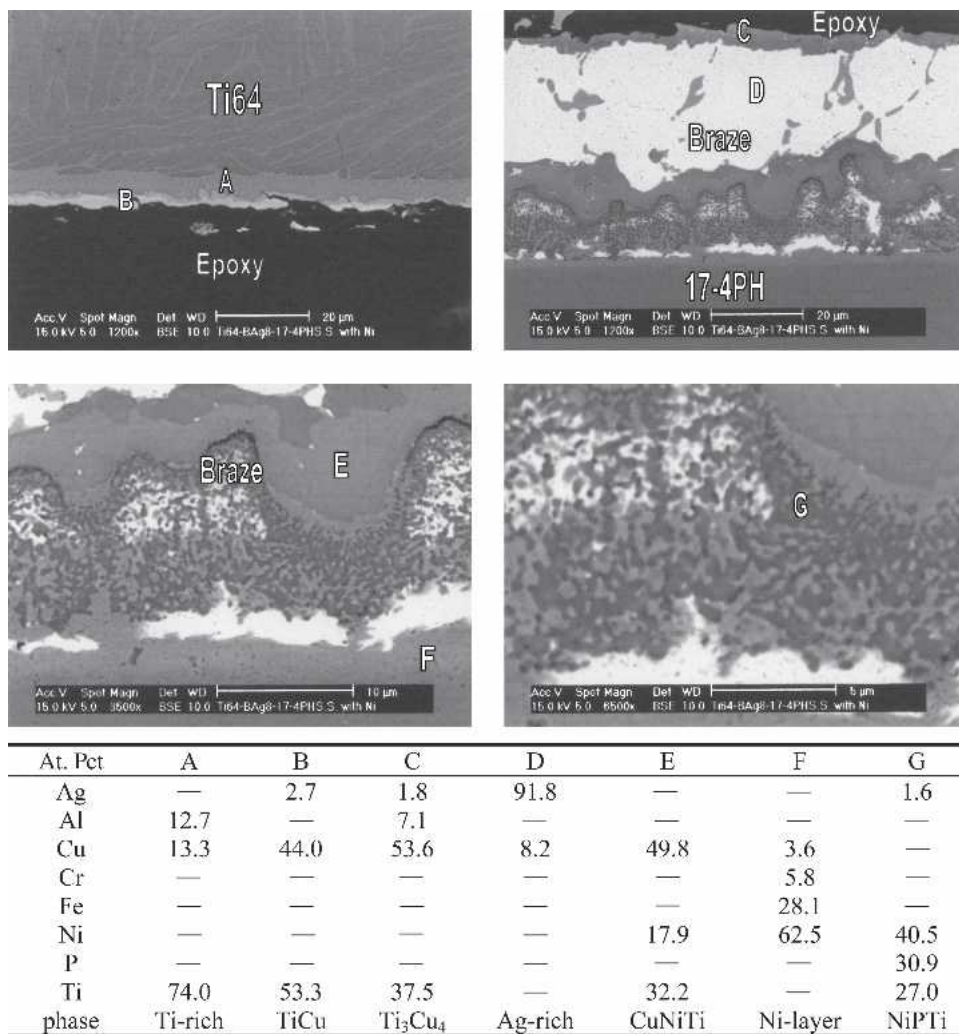 Ti64
A
B
Epoxy
Acc.V Spot Magn Det WD 20 µm
15.0 kV 5.0 1200x BSE 10.0 Ti64-BAg8-17-4PHS.S. with Ni
Epoxy
C
D
Braze
17-4PH
Acc.V Spot Magn Det WD 20 µm
15.0 kV 5.0 1200x BSE 10.0 Ti64-BAg8-17-4PHS.S. with Ni
Braze
E
F
Acc.V Spot Magn Det WD 10 µm
15.0 kV 5.0 3500x BSE 10.0 Ti64-BAg8-17-4PHS.S. with Ni
G
Acc.V Spot Magn Det WD 5 µm
15.0 kV 5.0 6500x BSE 10.0 Ti64-BAg8-17-4PHS.S. with Ni
At. Pct A B C D E F G
Ag — 2.7 1.8 91.8 — — 1.6
Al 12.7 — 7.1 — — — —
Cu 13.3 44.0 53.6 8.2 49.8 3.6 —
Cr — — — — — 5.8 —
Fe — — — — — 28.1 —
Ni — — — — 17.9 62.5 40.5
P — — — — — — 30.9
Ti 74.0 53.3 37.5 — 32.2 — 27.0
phase Ti-rich TiCu Ti₃Cu₄ Ag-rich CuNiTi Ni-layer NiPTi